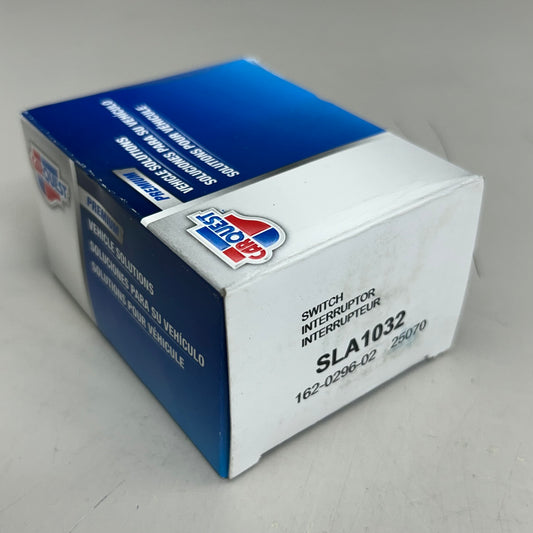 PREMIUM
VEHICLE SOLUTIONS
SOLUCIONES PARA SU VEHÍCULO
SOLUTIONS POUR VÉHICULE
CARQUEST
PREMIUM
VEHICLE SOLUTIONS
SOLUCIONES PARA SU VEHÍCULO
SOLUTIONS POUR VÉHICULE
CARQUEST
SWITCH
INTERRUPTOR
INTERRUPTEUR
SLA1032
162-0296-02 25070